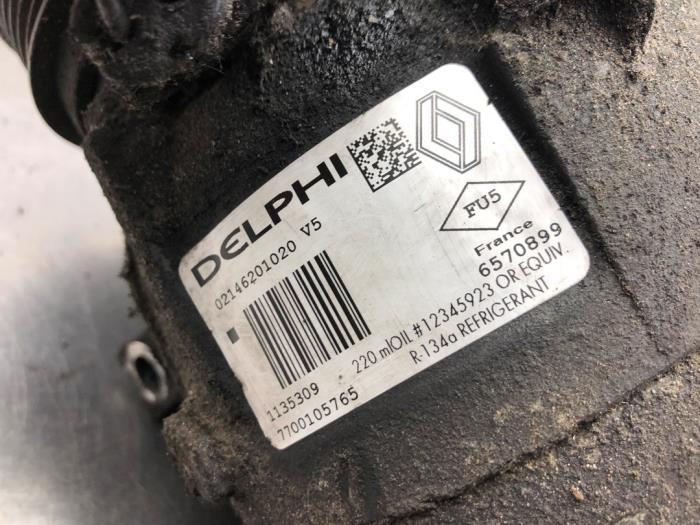 DELPHI
02146201020 V5
FU5
France
6570899
220 mlOIL #12345923 OR EQUIV.
R-134a REFRIGERANT
1135309
7700105765